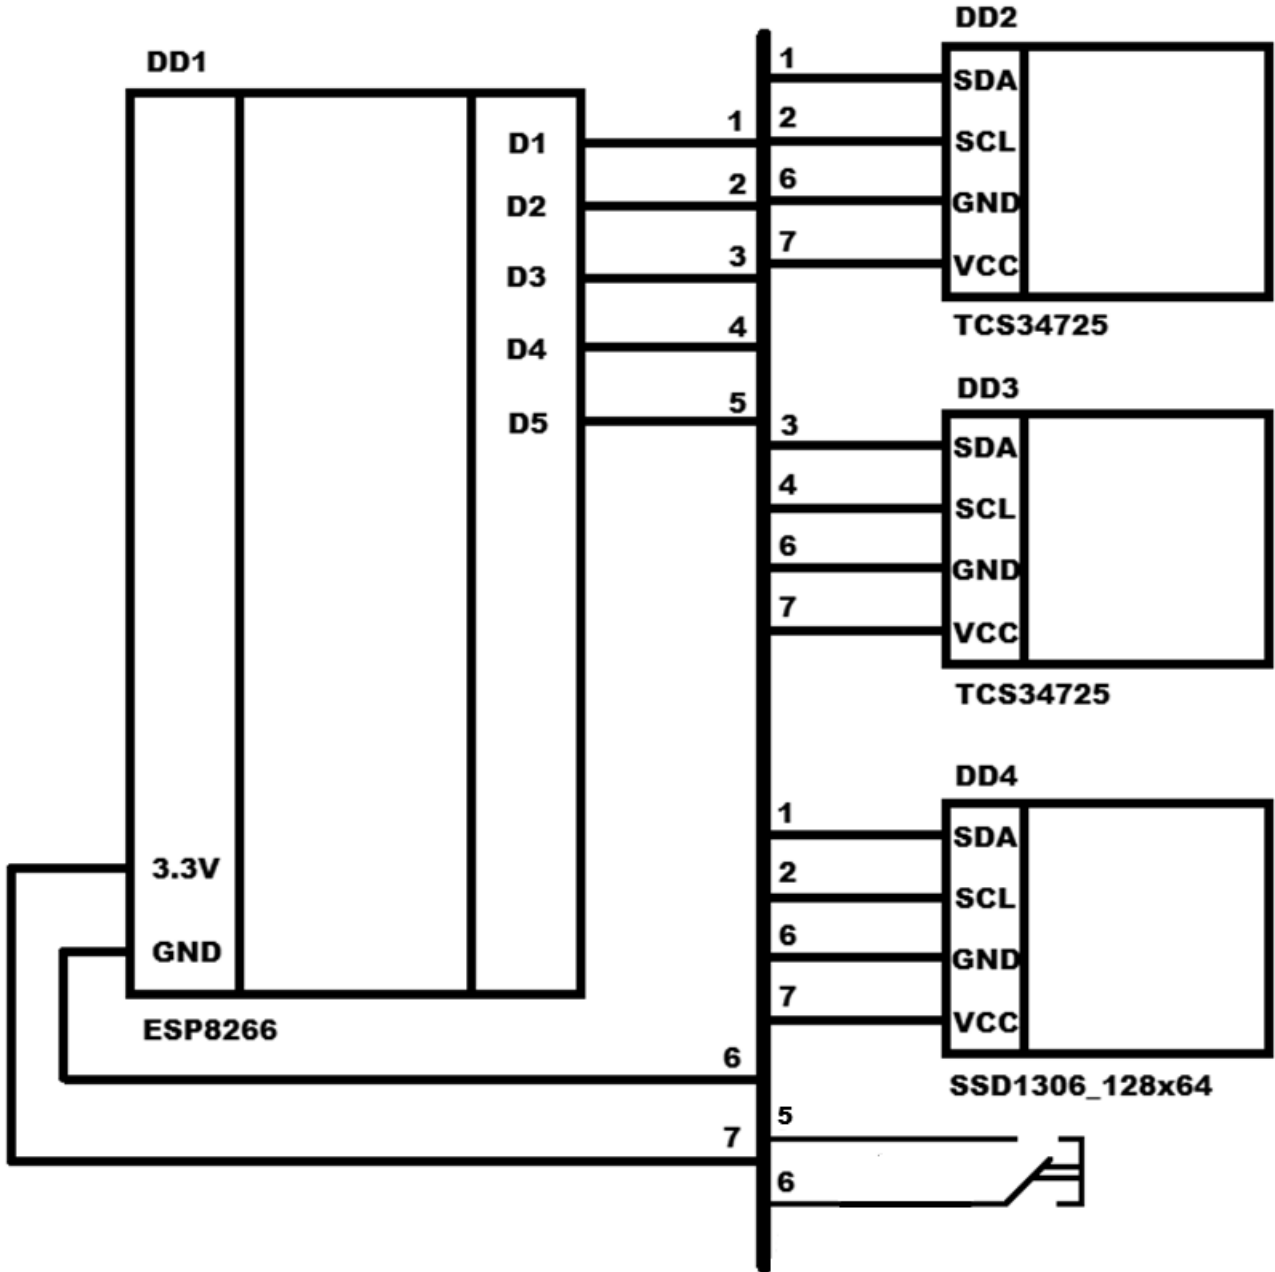 DD1
D1
D2
D3
D4
D5
3.3V
GND
ESP8266
1
2
3
4
5
6
7
DD2
1
SDA
2
SCL
6
GND
7
VCC
TCS34725
DD3
3
SDA
4
SCL
6
GND
7
VCC
TCS34725
DD4
1
SDA
2
SCL
6
GND
7
VCC
SSD1306_128x64
5
6